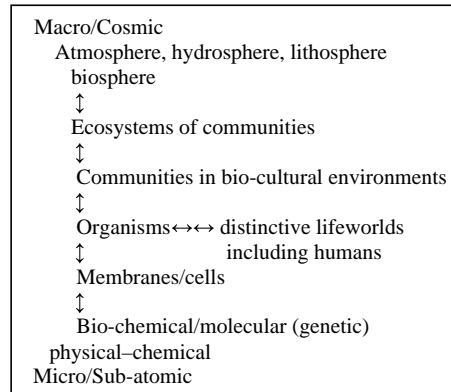 Macro/Cosmic
Atmosphere, hydrosphere, lithosphere
biosphere
↕
Ecosystems of communities
↕
Communities in bio-cultural environments
↕
Organisms↔↔ distinctive lifeworlds
↕ including humans
Membranes/cells
↕
Bio-chemical/molecular (genetic)
physical–chemical
Micro/Sub-atomic